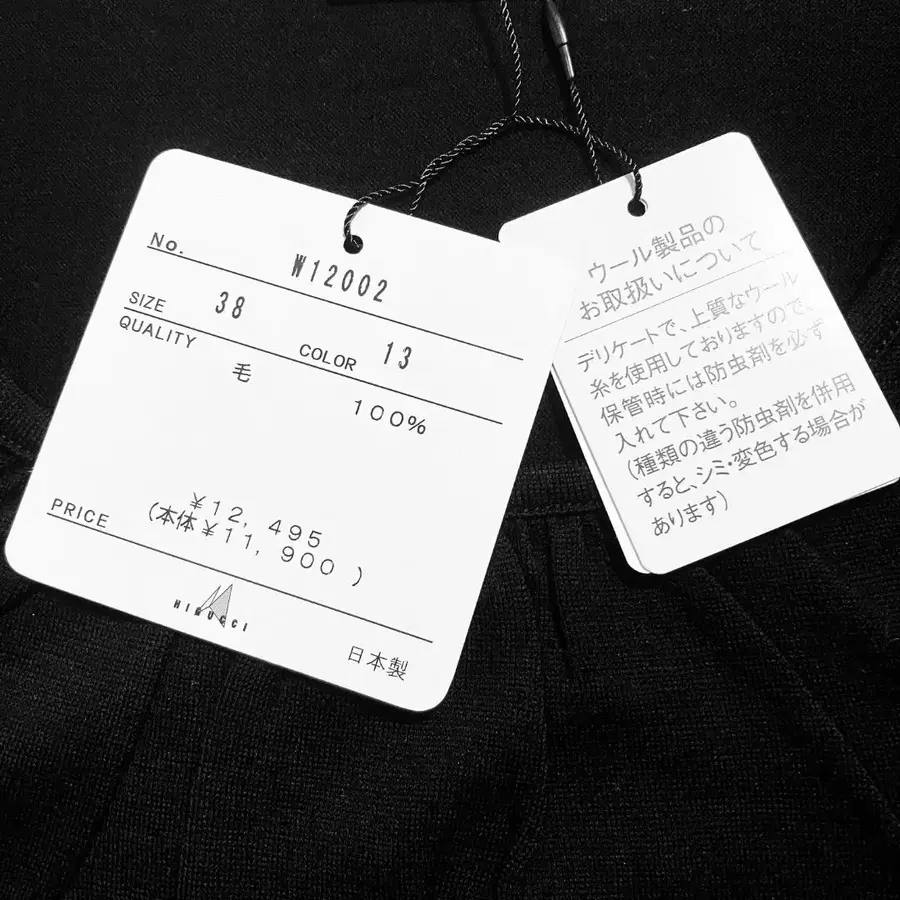 No. W12002
SIZE 38 COLOR 13
QUALITY
毛
100%
¥12,495
PRICE (本体¥11,900 )
HIRUCCI
日本製
ウール製品の
お取扱いについて
デリケートで、上質なウール
糸を使用しておりますので、
保管時には防虫剤を必ず
入れて下さい。
(種類の違う防虫剤を併用
すると、シミ・変色する場合が
あります)